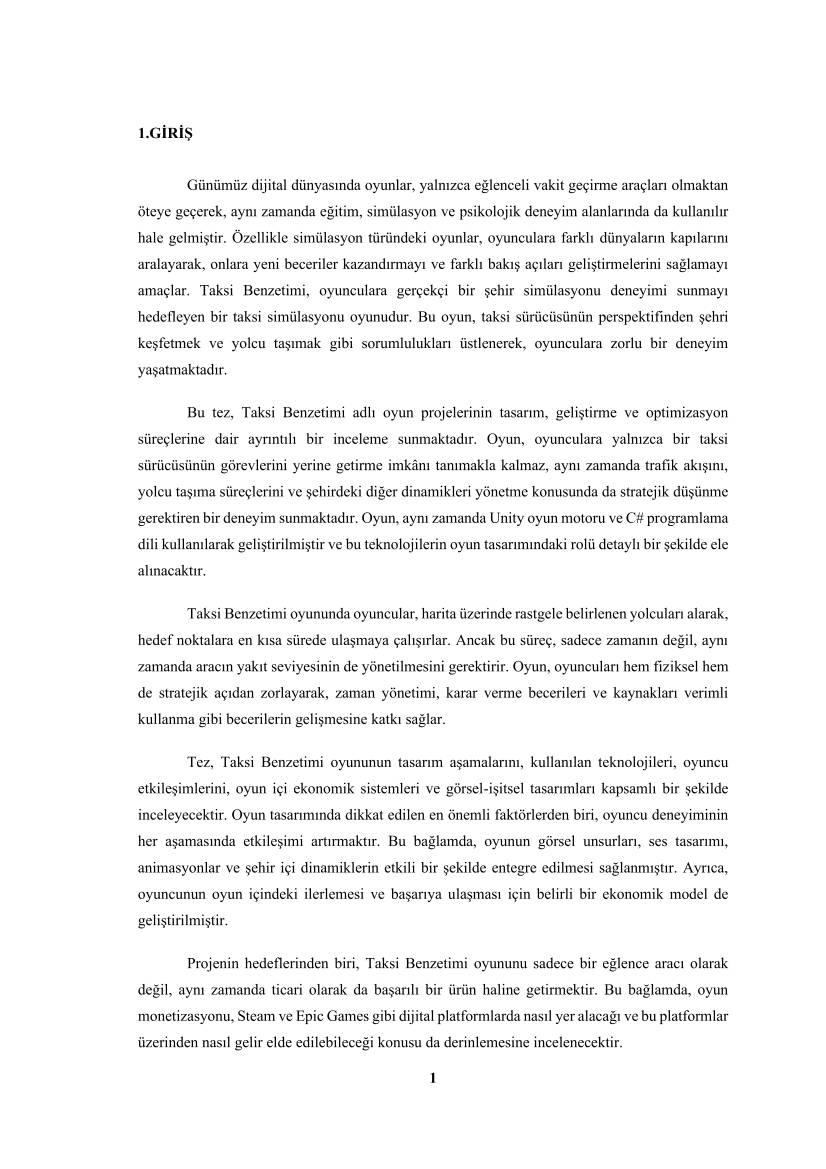 1.GİRİŞ
Günümüz dijital dünyasında oyunlar, yalnızca eğlenceli vakit geçirme araçları olmaktan
öteye geçerek, aynı zamanda eğitim, simülasyon ve psikolojik deneyim alanlarında da kullanılır
hale gelmiştir. Özellikle simülasyon türündeki oyunlar, oyunculara farklı dünyaların kapılarını
aralayarak, onlara yeni beceriler kazandırmayı ve farklı bakış açıları geliştirmelerini sağlamayı
amaçlar. Taksi Benzetimi, oyunculara gerçekçi bir şehir simülasyonu deneyimi sunmayı
hedefleyen bir taksi simülasyonu oyunudur. Bu oyun, taksi sürücüsünün perspektifinden şehri
keşfetmek ve yolcu taşımak gibi sorumlulukları üstlenerek, oyunculara zorlu bir deneyim
yaşatmaktadır.
Bu tez, Taksi Benzetimi adlı oyun projelerinin tasarım, geliştirme ve optimizasyon
süreçlerine dair ayrıntılı bir inceleme sunmaktadır. Oyun, oyunculara yalnızca bir taksi
sürücüsünün görevlerini yerine getirme imkânı tanımakla kalmaz, aynı zamanda trafik akışını,
yolcu taşıma süreçlerini ve şehirdeki diğer dinamikleri yönetme konusunda da stratejik düşünme
gerektiren bir deneyim sunmaktadır. Oyun, aynı zamanda Unity oyun motoru ve C# programlama
dili kullanılarak geliştirilmiştir ve bu teknolojilerin oyun tasarımındaki rolü detaylı bir şekilde ele
alınacaktır.
Taksi Benzetimi oyununda oyuncular, harita üzerinde rastgele belirlenen yolcuları alarak,
hedef noktalara en kısa sürede ulaşmaya çalışırlar. Ancak bu süreç, sadece zamanın değil, aynı
zamanda aracın yakıt seviyesinin de yönetilmesini gerektirir. Oyun, oyuncuları hem fiziksel hem
de stratejik açıdan zorlayarak, zaman yönetimi, karar verme becerileri ve kaynakları verimli
kullanma gibi becerilerin gelişmesine katkı sağlar.
Tez, Taksi Benzetimi oyununun tasarım aşamalarını, kullanılan teknolojileri, oyuncu
etkileşimlerini, oyun içi ekonomik sistemleri ve görsel-işitsel tasarımları kapsamlı bir şekilde
inceleyecektir. Oyun tasarımında dikkat edilen en önemli faktörlerden biri, oyuncu deneyiminin
her aşamasında etkileşimi artırmaktır. Bu bağlamda, oyunun görsel unsurları, ses tasarımı,
animasyonlar ve şehir içi dinamiklerin etkili bir şekilde entegre edilmesi sağlanmıştır. Ayrıca,
oyuncunun oyun içindeki ilerlemesi ve başarıya ulaşması için belirli bir ekonomik model de
geliştirilmiştir.
Projenin hedeflerinden biri, Taksi Benzetimi oyununu sadece bir eğlence aracı olarak
değil, aynı zamanda ticari olarak da başarılı bir ürün haline getirmektir. Bu bağlamda, oyun
monetizasyonu, Steam ve Epic Games gibi dijital platformlarda nasıl yer alacağı ve bu platformlar
üzerinden nasıl gelir elde edilebileceği konusu da derinlemesine incelenecektir.
1